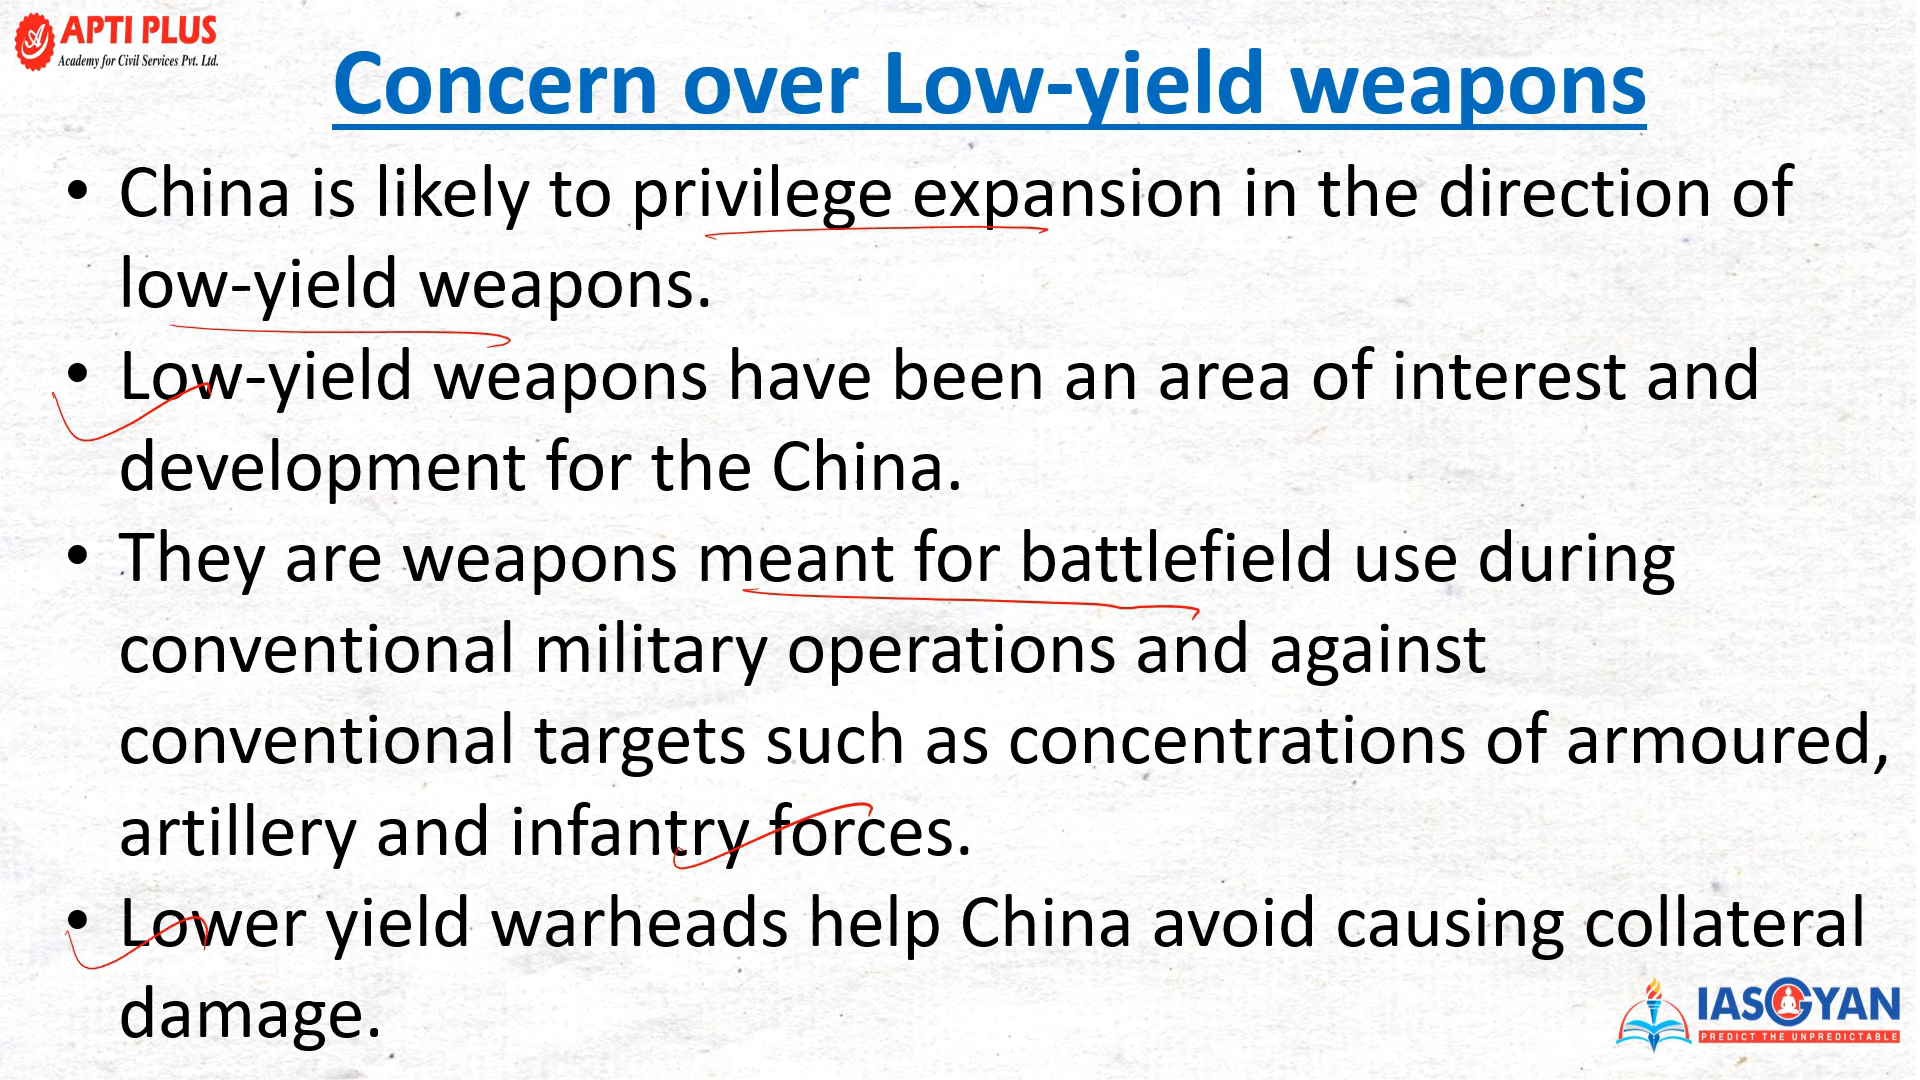 APTI PLUS
Academy for Civil Services Pvt. Ltd.
Concern over Low-yield weapons
• China is likely to privilege expansion in the direction of
low-yield weapons.
• Low-yield weapons have been an area of interest and
development for the China.
• They are weapons meant for battlefield use during
conventional military operations and against
conventional targets such as concentrations of armoured,
artillery and infantry forces.
• Lower yield warheads help China avoid causing collateral
damage.
IASGYAN
PREDICT THE UNPREDICTABLE